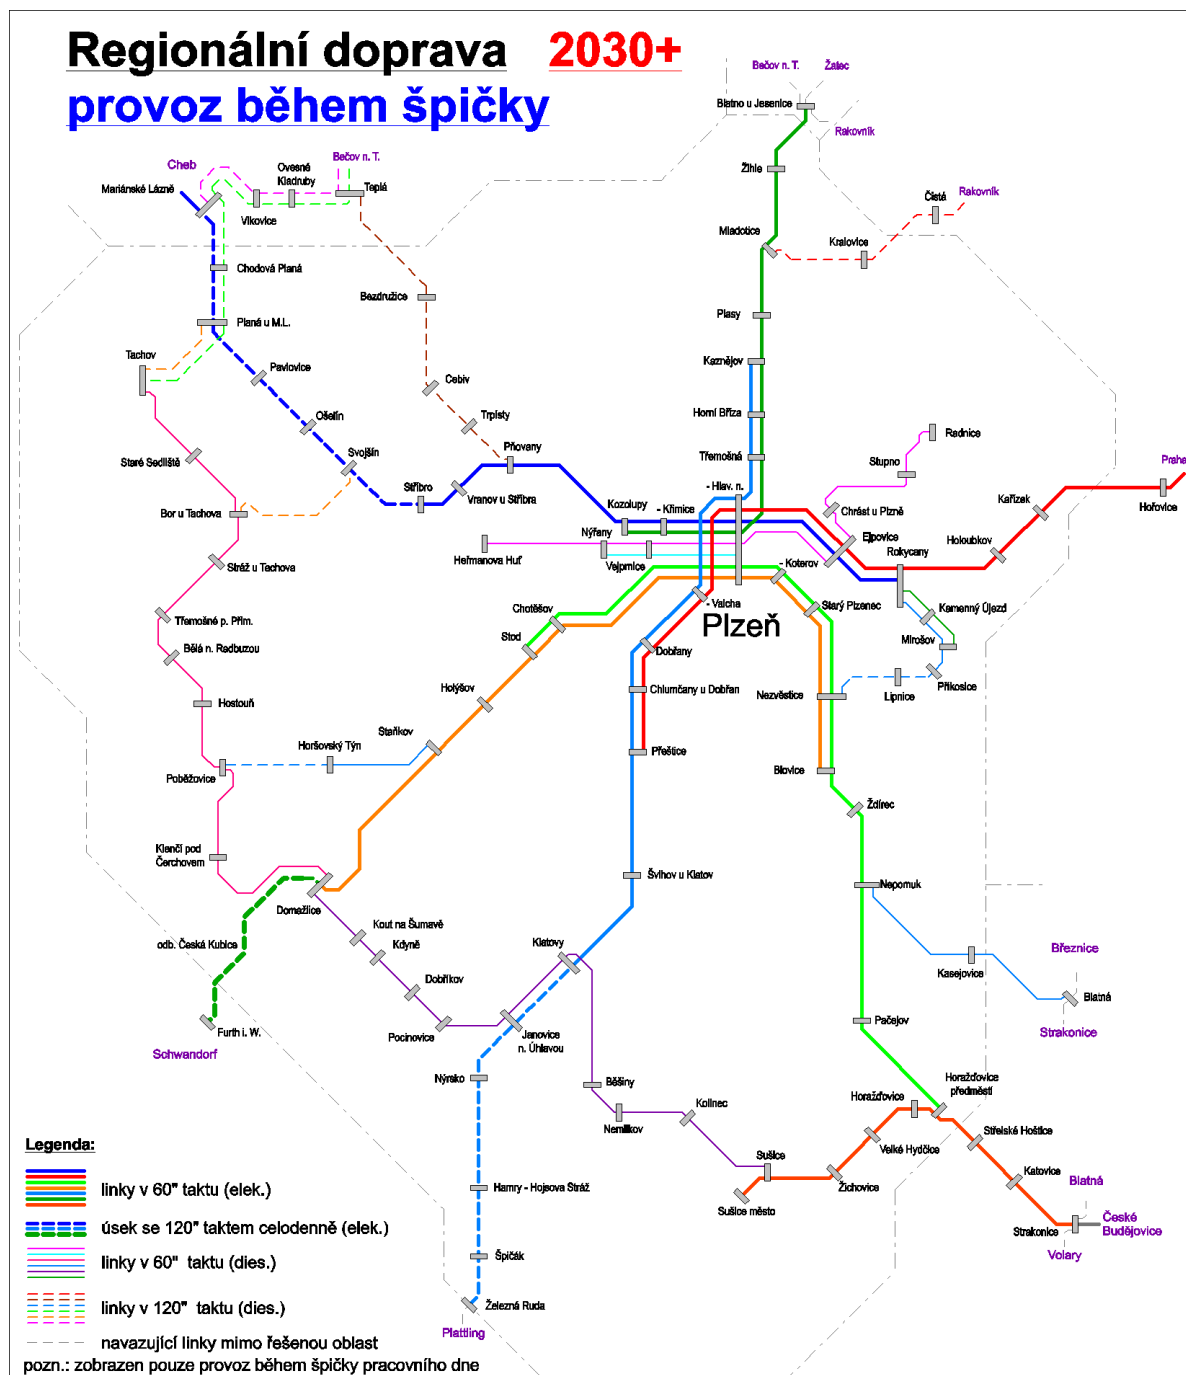 Regionální doprava 2030+
provoz během špičky
Bečov n. T.
Žatec
Blatno u Jesenice
Rakovník
Cheb
Ovesné
Kladruby
Bečov n. T.
Mariánské Lázně
Teplá
Vlkovice
Žihle
Čistá
Rakovník
Mladotice
Kralovice
Chodová Planá
Bezdružice
Planá u M.L.
Plasy
Tachov
Pavlovice
Kaznějov
Cebiv
Ošelín
Trpísty
Horní Bříza
Radnice
Staré Sedliště
Svojšín
Pňovany
Třemošná
Stupno
Praha
Stříbro
Vranov u Stříbra
- Hlav. n.
Kozolupy
- Křimice
Chrást u Plzně
Kařízek
Hořovice
Bor u Tachova
Nýřany
Ejpovice
Holoubkov
Heřmanova Huť
Vejprnice
Rokycany
Stráž u Tachova
- Koterov
Chotěšov
- Valcha
Starý Plzenec
Kamenný Újezd
Třemošné p. Přim.
Plzeň
Stod
Mirošov
Bělá n. Radbuzou
Dobřany
Příkosice
Holýšov
Chlumčany u Dobřan
Nezvěstice
Lipnice
Hostouň
Staňkov
Horšovský Týn
Přeštice
Blovice
Poběžovice
Ždírec
Klenčí pod
Čerchovem
Švihov u Klatov
Nepomuk
Domažlice
Kout na Šumavě
Kdyně
Klatovy
Březnice
odb. Česká Kubice
Kasejovice
Dobříkov
Blatná
Furth i. W.
Pocinovice
Janovice
n. Úhlavou
Pačejov
Strakonice
Schwandorf
Nýrsko
Běšiny
Horažďovice
předměstí
Kolinec
Horažďovice
Nemilkov
Střelské Hoštice
Velké Hydčice
Legenda:
Sušice
Katovice
linky v 60" taktu (elek.)
Hamry - Hojsova Stráž
Žichovice
Blatná
Sušice město
České
Budějovice
úsek se 120" taktem celodenně (elek.)
Strakonice
Volary
Špičák
linky v 60" taktu (dies.)
Železná Ruda
linky v 120" taktu (dies.)
Plattling
navazující linky mimo řešenou oblast
pozn.: zobrazen pouze provoz během špičky pracovního dne